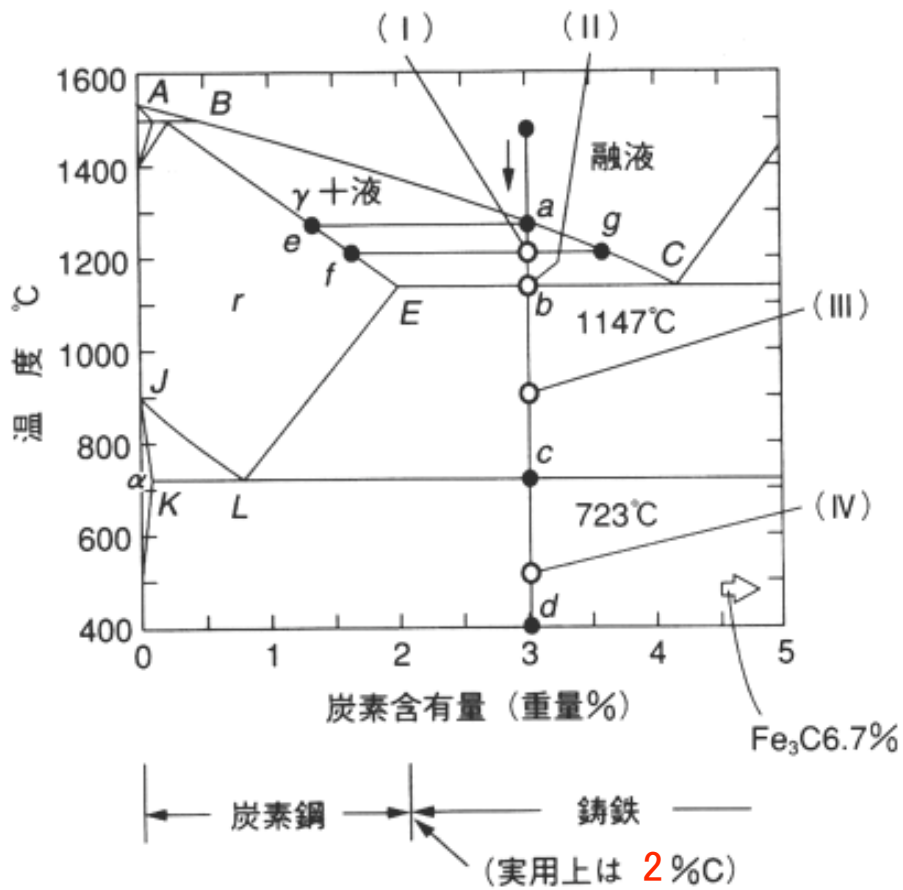 (Ⅰ)
(Ⅱ)
1600
A
B
1400
γ＋液
融液
a
g
e
f
C
1200
r
E
b
1147℃
(Ⅲ)
温度 ℃
1000
J
800
c
α
K
L
723℃
(Ⅳ)
600
d
400
0
1
2
3
4
5
炭素含有量（重量％）
Fe₃C6.7%
炭素鋼
鋳鉄
(実用上は 2 %C)